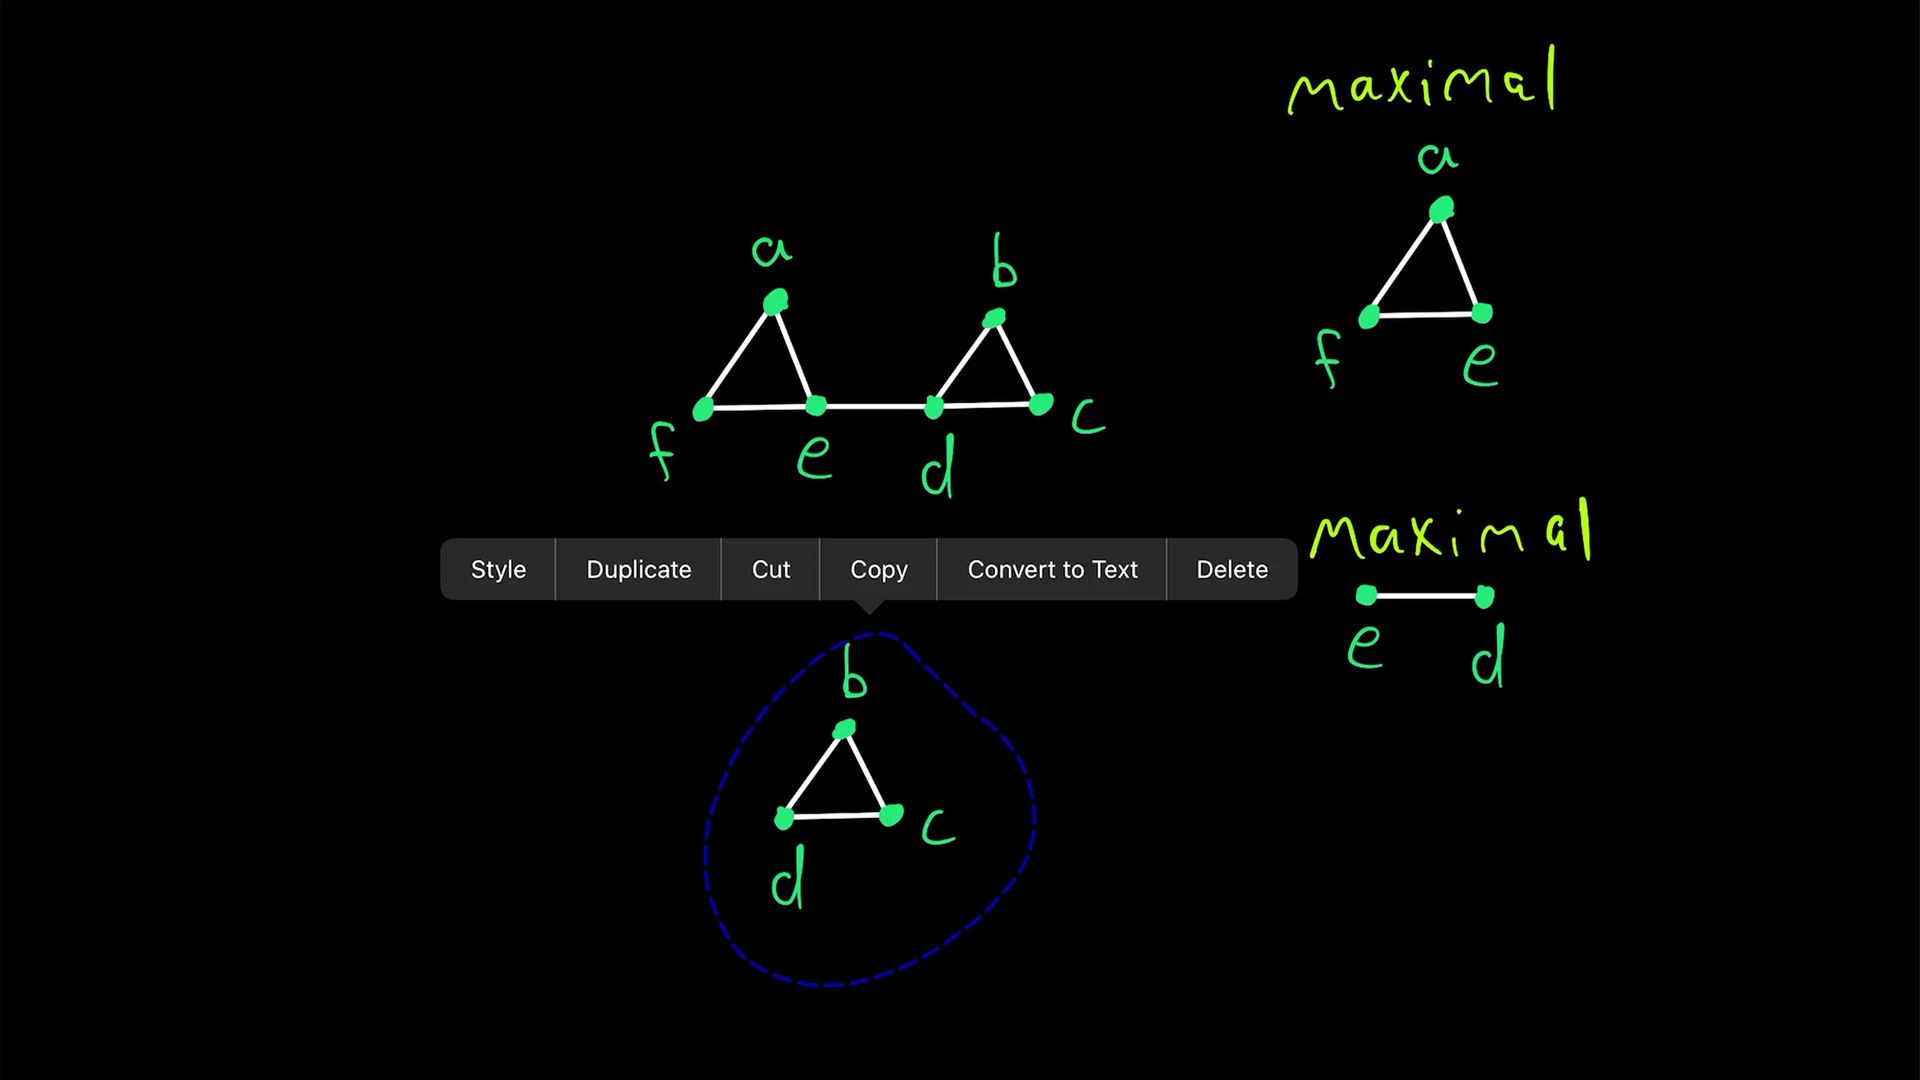 maximal
a
f e
a b
f e d c
Style Duplicate Cut Copy Convert to Text Delete
maximal
e d
b
d c